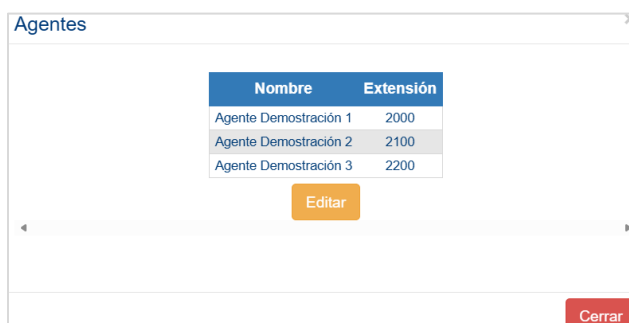 Agentes
Nombre Extensión
Agente Demostración 1 2000
Agente Demostración 2 2100
Agente Demostración 3 2200
Editar
Cerrar